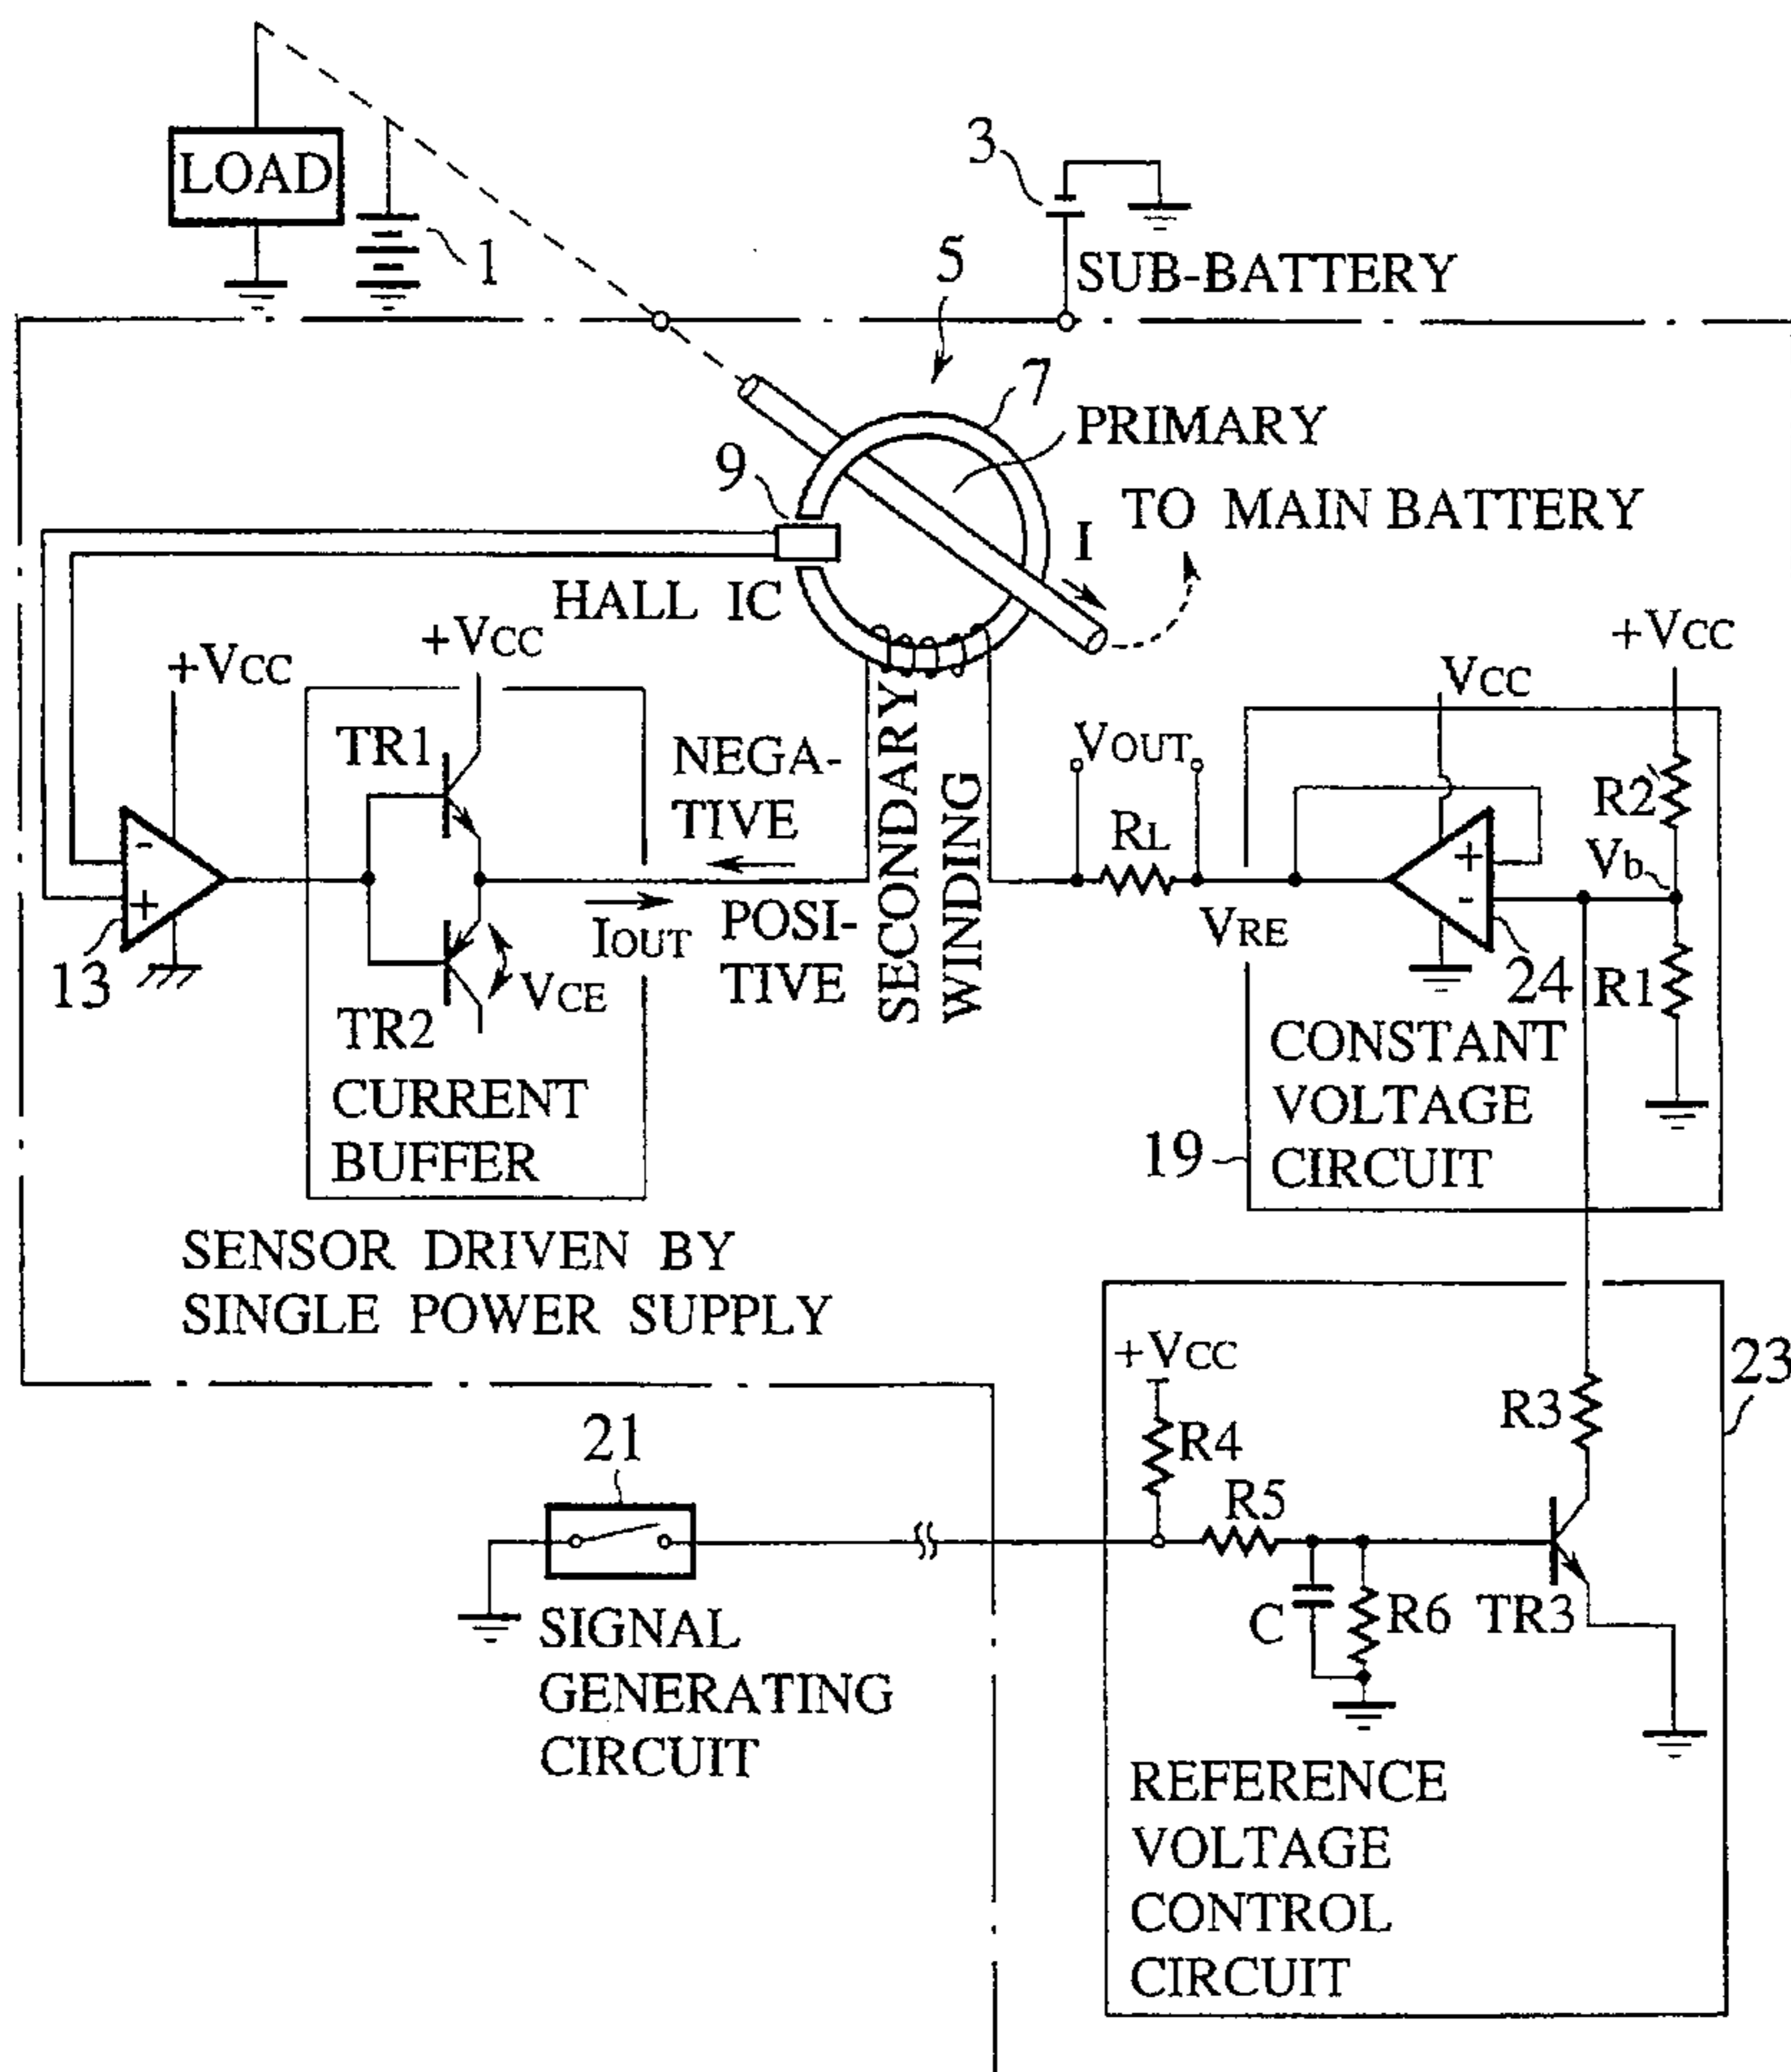 LOAD
1
3
SUB-BATTERY
5
7
PRIMARY
9
TO MAIN BATTERY
I
HALL IC
+VCC
+VCC
+VCC
VCC
TR1
NEGA-
TIVE
VOUT
R2
RL
Vb
-
+
+
-
IOUT
POSI-
TIVE
SECONDARY
WINDING
VRE
13
VCE
24
R1
TR2
CURRENT
BUFFER
CONSTANT
VOLTAGE
CIRCUIT
19
SENSOR DRIVEN BY
SINGLE POWER SUPPLY
+VCC
23
R3
R4
21
R5
C
R6
TR3
SIGNAL
GENERATING
CIRCUIT
REFERENCE
VOLTAGE
CONTROL
CIRCUIT